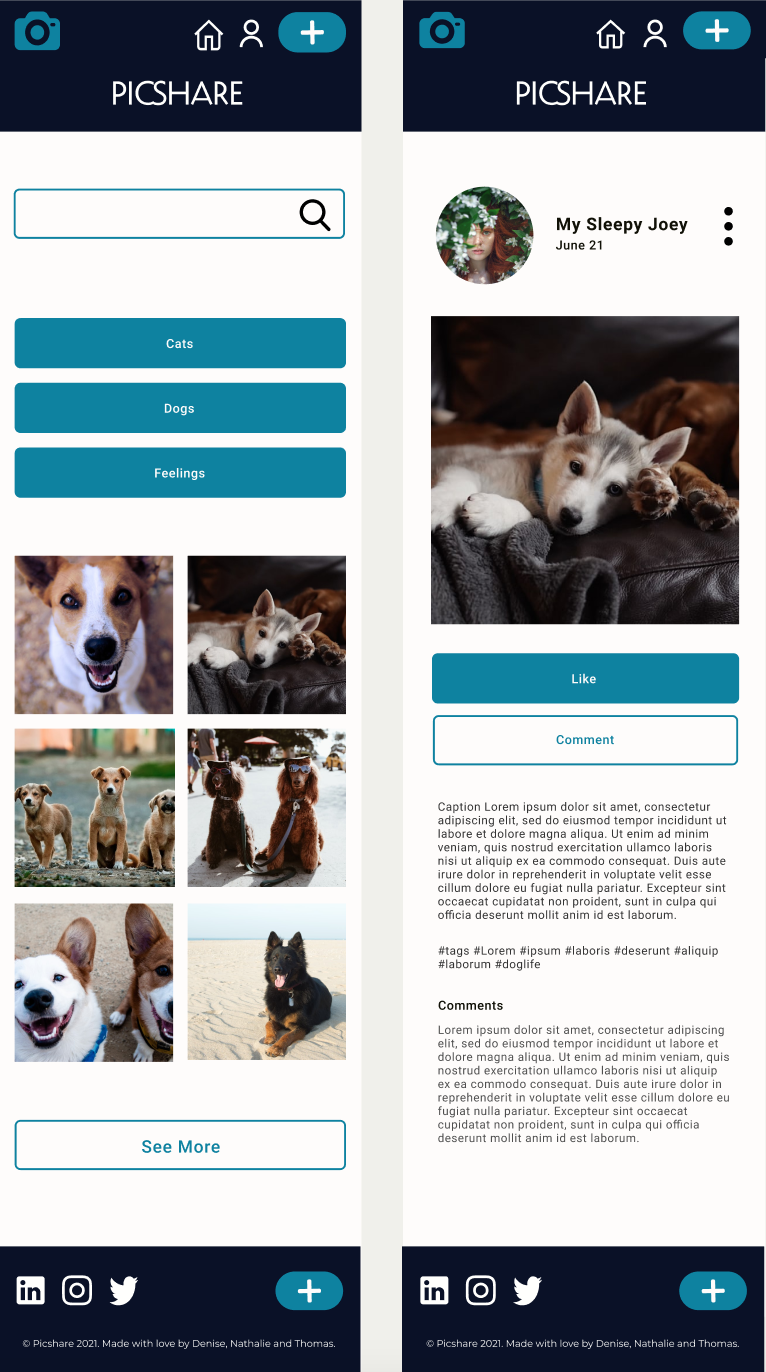 PICSHARE
Cats
Dogs
Feelings
See More
© Picshare 2021. Made with love by Denise, Nathalie and Thomas.
PICSHARE
My Sleepy Joey
June 21
Like
Comment
Caption Lorem ipsum dolor sit amet, consectetur
adipiscing elit, sed do eiusmod tempor incididunt ut
labore et dolore magna aliqua. Ut enim ad minim
veniam, quis nostrud exercitation ullamco laboris
nisi ut aliquip ex ea commodo consequat. Duis aute
irure dolor in reprehenderit in voluptate velit esse
cillum dolore eu fugiat nulla pariatur. Excepteur sint
occaecat cupidatat non proident, sunt in culpa qui
officia deserunt mollit anim id est laborum.
#tags #Lorem #ipsum #laboris #deserunt #aliquip
#laborum #doglife
Comments
Lorem ipsum dolor sit amet, consectetur adipiscing
elit, sed do eiusmod tempor incididunt ut labore et
dolore magna aliqua. Ut enim ad minim veniam, quis
nostrud exercitation ullamco laboris nisi ut aliquip
ex ea commodo consequat. Duis aute irure dolor in
reprehenderit in voluptate velit esse cillum dolore eu
fugiat nulla pariatur. Excepteur sint occaecat
cupidatat non proident, sunt in culpa qui officia
deserunt mollit anim id est laborum.
© Picshare 2021. Made with love by Denise, Nathalie and Thomas.